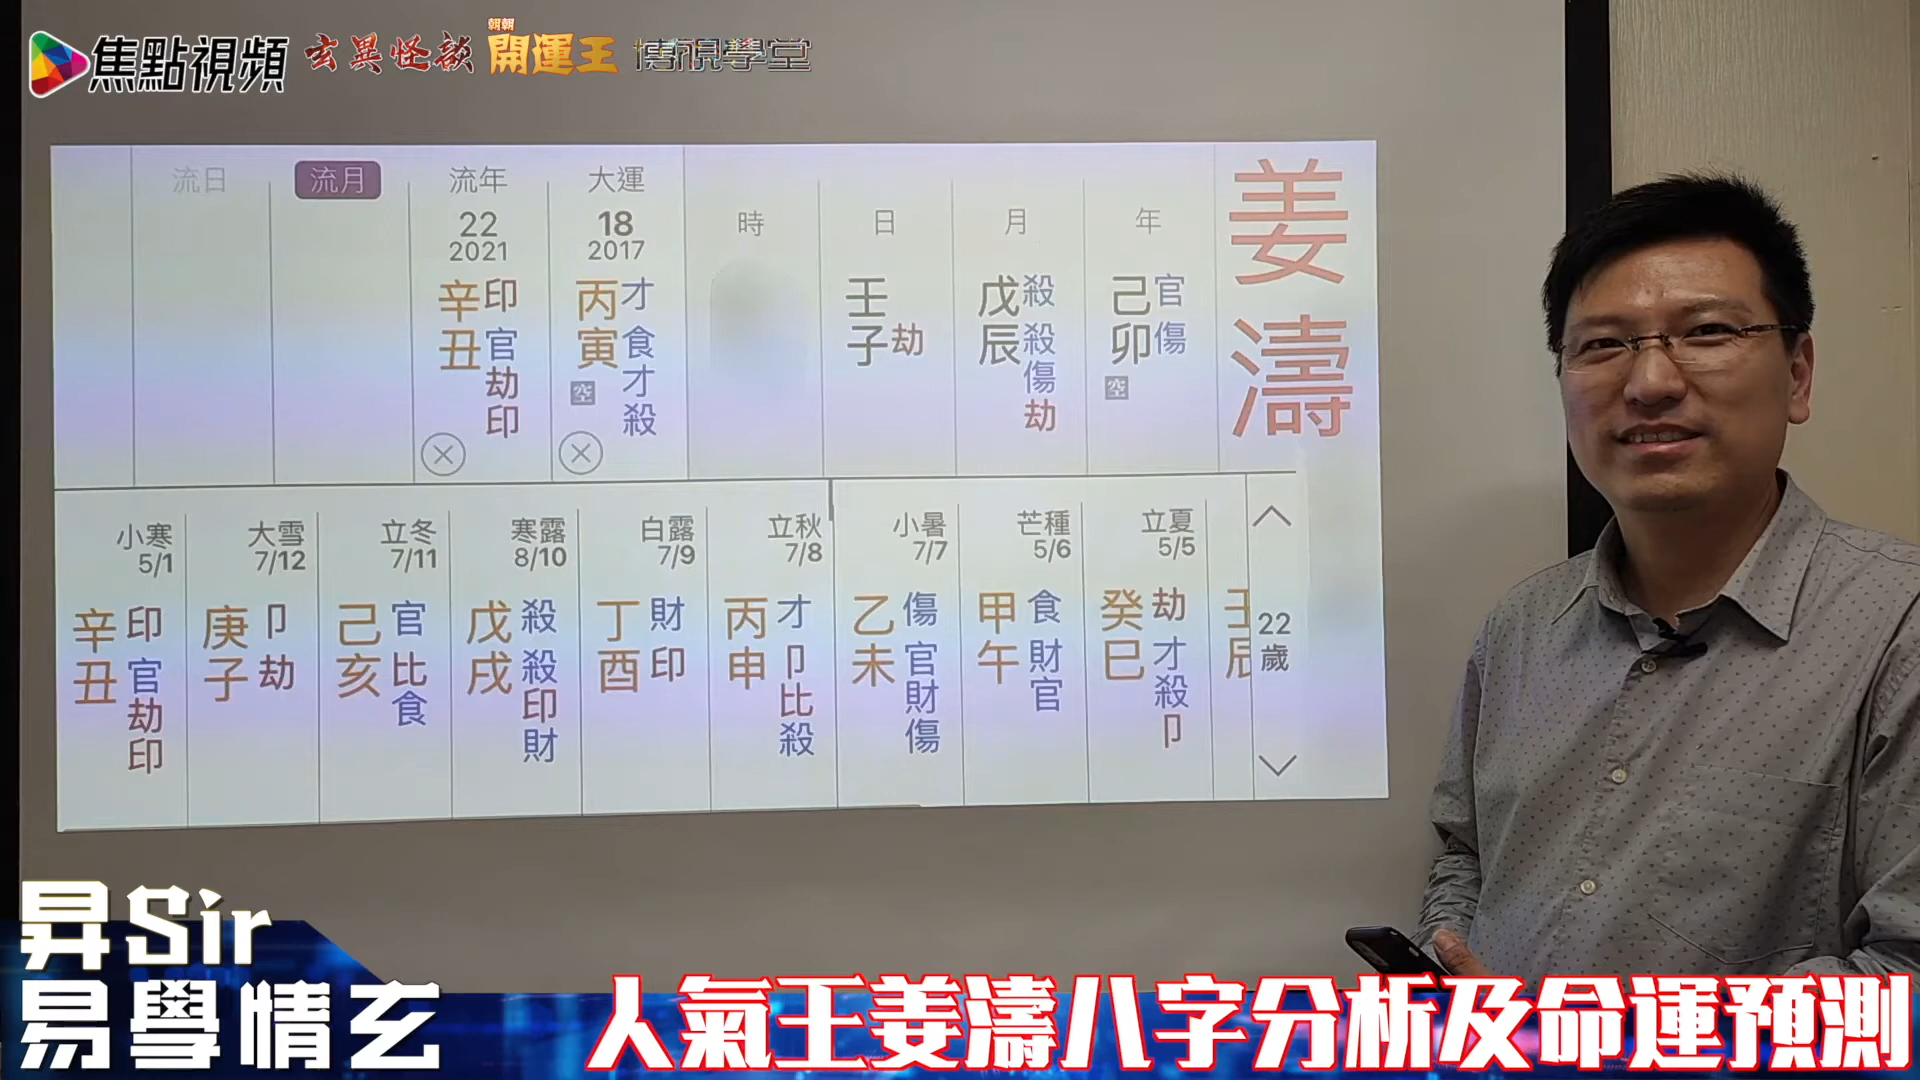 焦點視頻 玄異怪談 朝朝 開運王 博視學堂
流日 流月 流年 大運 時 日 月 年 姜濤
22 18
2021 2017
辛印 丙才 壬 戊殺 己官
丑官劫印 寅食才殺 子劫 辰殺傷劫 卯傷
空 空
小寒 大雪 立冬 寒露 白露 立秋 小暑 芒種 立夏
5/1 7/12 7/11 8/10 7/9 7/8 7/7 5/6 5/5
辛印 庚卩 己官 戊殺 丁財 丙才 乙傷 甲食 癸劫 壬
丑官劫印 子劫 亥比食 戌殺印財 酉印 申卩比殺 未官財傷 午財官 巳才殺卩 辰
22
歲
昇Sir
易學情玄
人氣王姜濤八字分析及命運預測